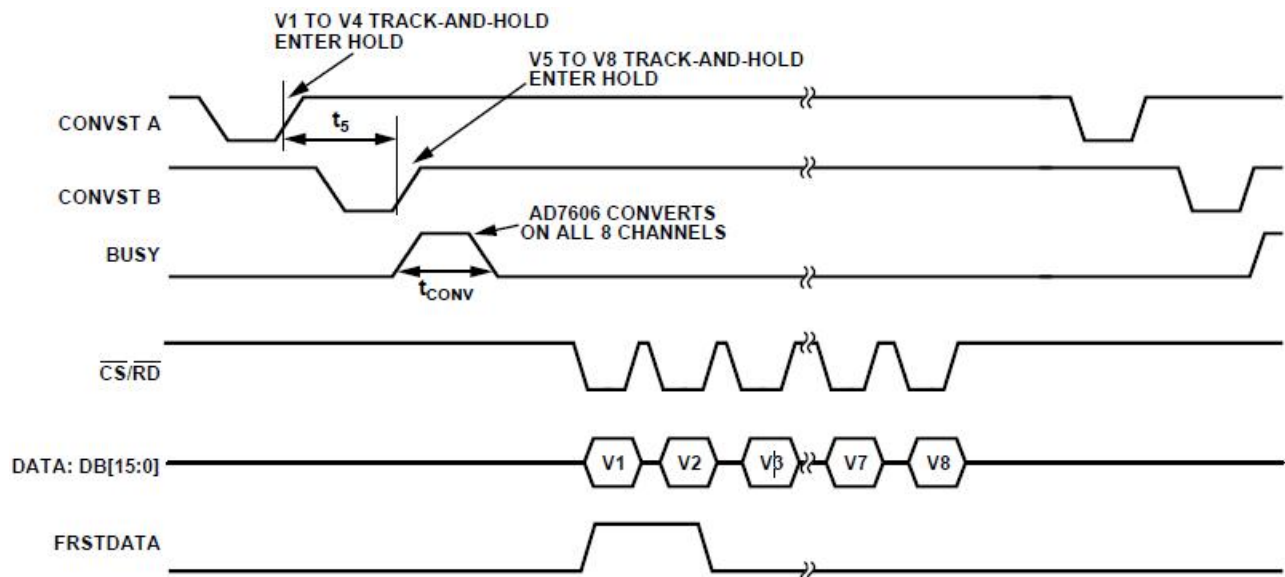 V1 TO V4 TRACK-AND-HOLD
ENTER HOLD
V5 TO V8 TRACK-AND-HOLD
ENTER HOLD
CONVST A
t5
CONVST B
AD7606 CONVERTS
ON ALL 8 CHANNELS
BUSY
tCONV
CS/RD
DATA: DB[15:0]
V1
V2
V3
V7
V8
FRSTDATA